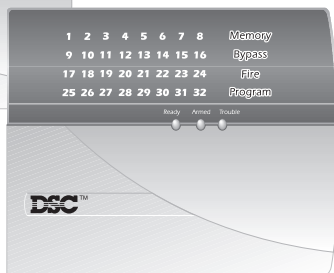 1 2 3 4 5 6 7 8 Memory
9 10 11 12 13 14 15 16 Bypass
17 18 19 20 21 22 23 24 Fire
25 26 27 28 29 30 31 32 Program
Ready Armed Trouble
DSC™